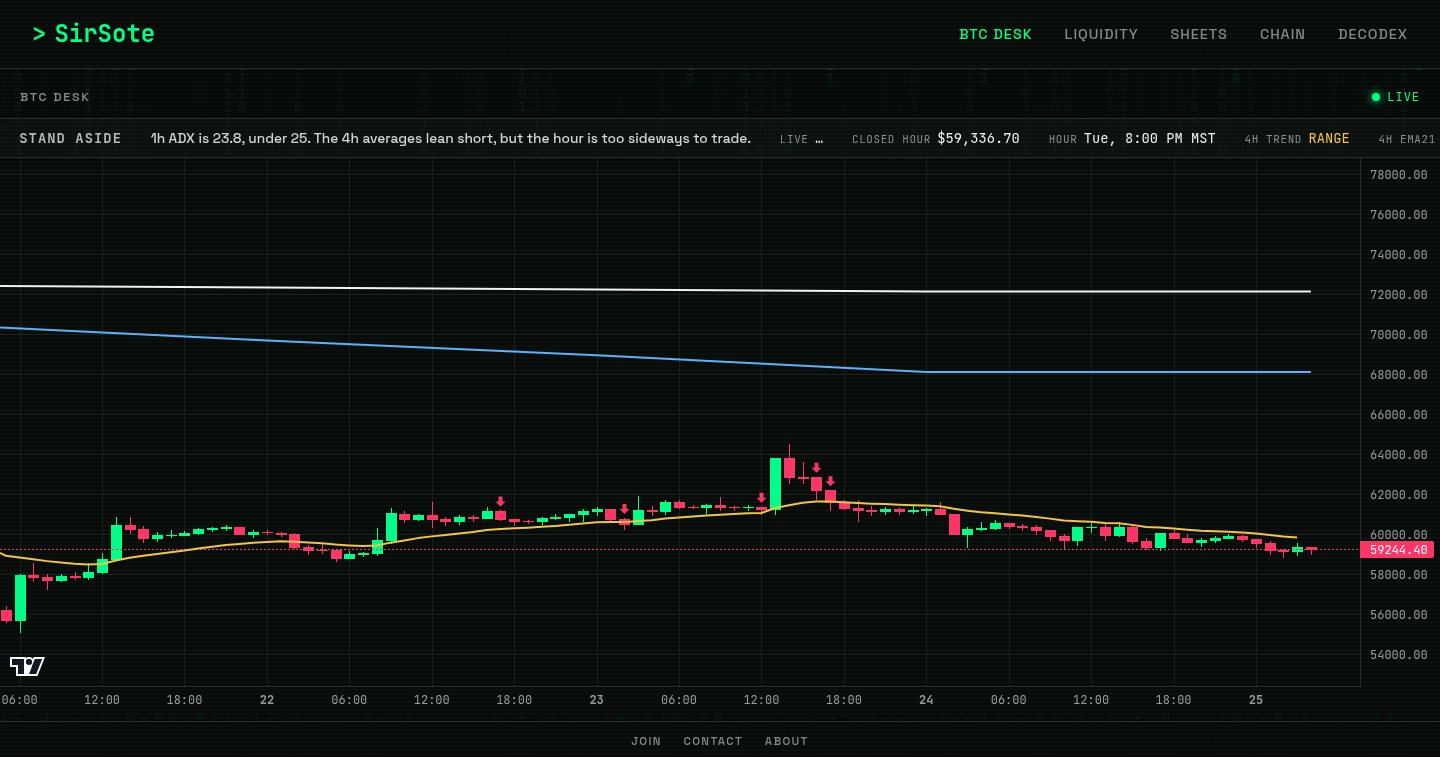 > SirSote
BTC DESK LIQUIDITY SHEETS CHAIN DECODEX
BTC DESK
LIVE
STAND ASIDE 1h ADX is 23.8, under 25. The 4h averages lean short, but the hour is too sideways to trade. LIVE … CLOSED HOUR $59,336.70 HOUR Tue, 8:00 PM MST 4H TREND RANGE 4H EMA21
78000.00
76000.00
74000.00
72000.00
70000.00
68000.00
66000.00
64000.00
62000.00
60000.00
59244.40
58000.00
56000.00
54000.00
06:00 12:00 18:00 22 06:00 12:00 18:00 23 06:00 12:00 18:00 24 06:00 12:00 18:00 25
JOIN CONTACT ABOUT